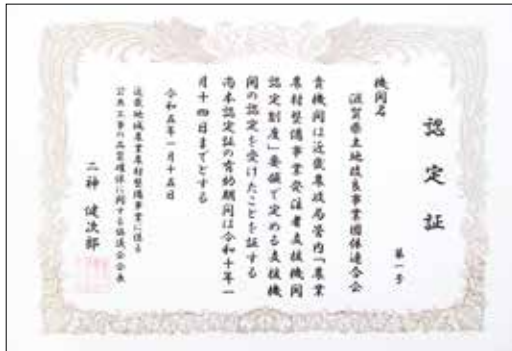 認定証
第一号
機関名
滋賀県土地改良事業団体連合会
貴機関は近畿農政局管内「農業
農村整備事業発注者支援機関
認定制度」要領で定める支援機
関の認定を受けたことを証する
尚本認定証の有効期間は令和十年一
月十四日までとする
令和五年一月十五日
近畿地域農業農村整備事業に係る
公共工事の品質確保に関する協議会会長
二神 健次郎